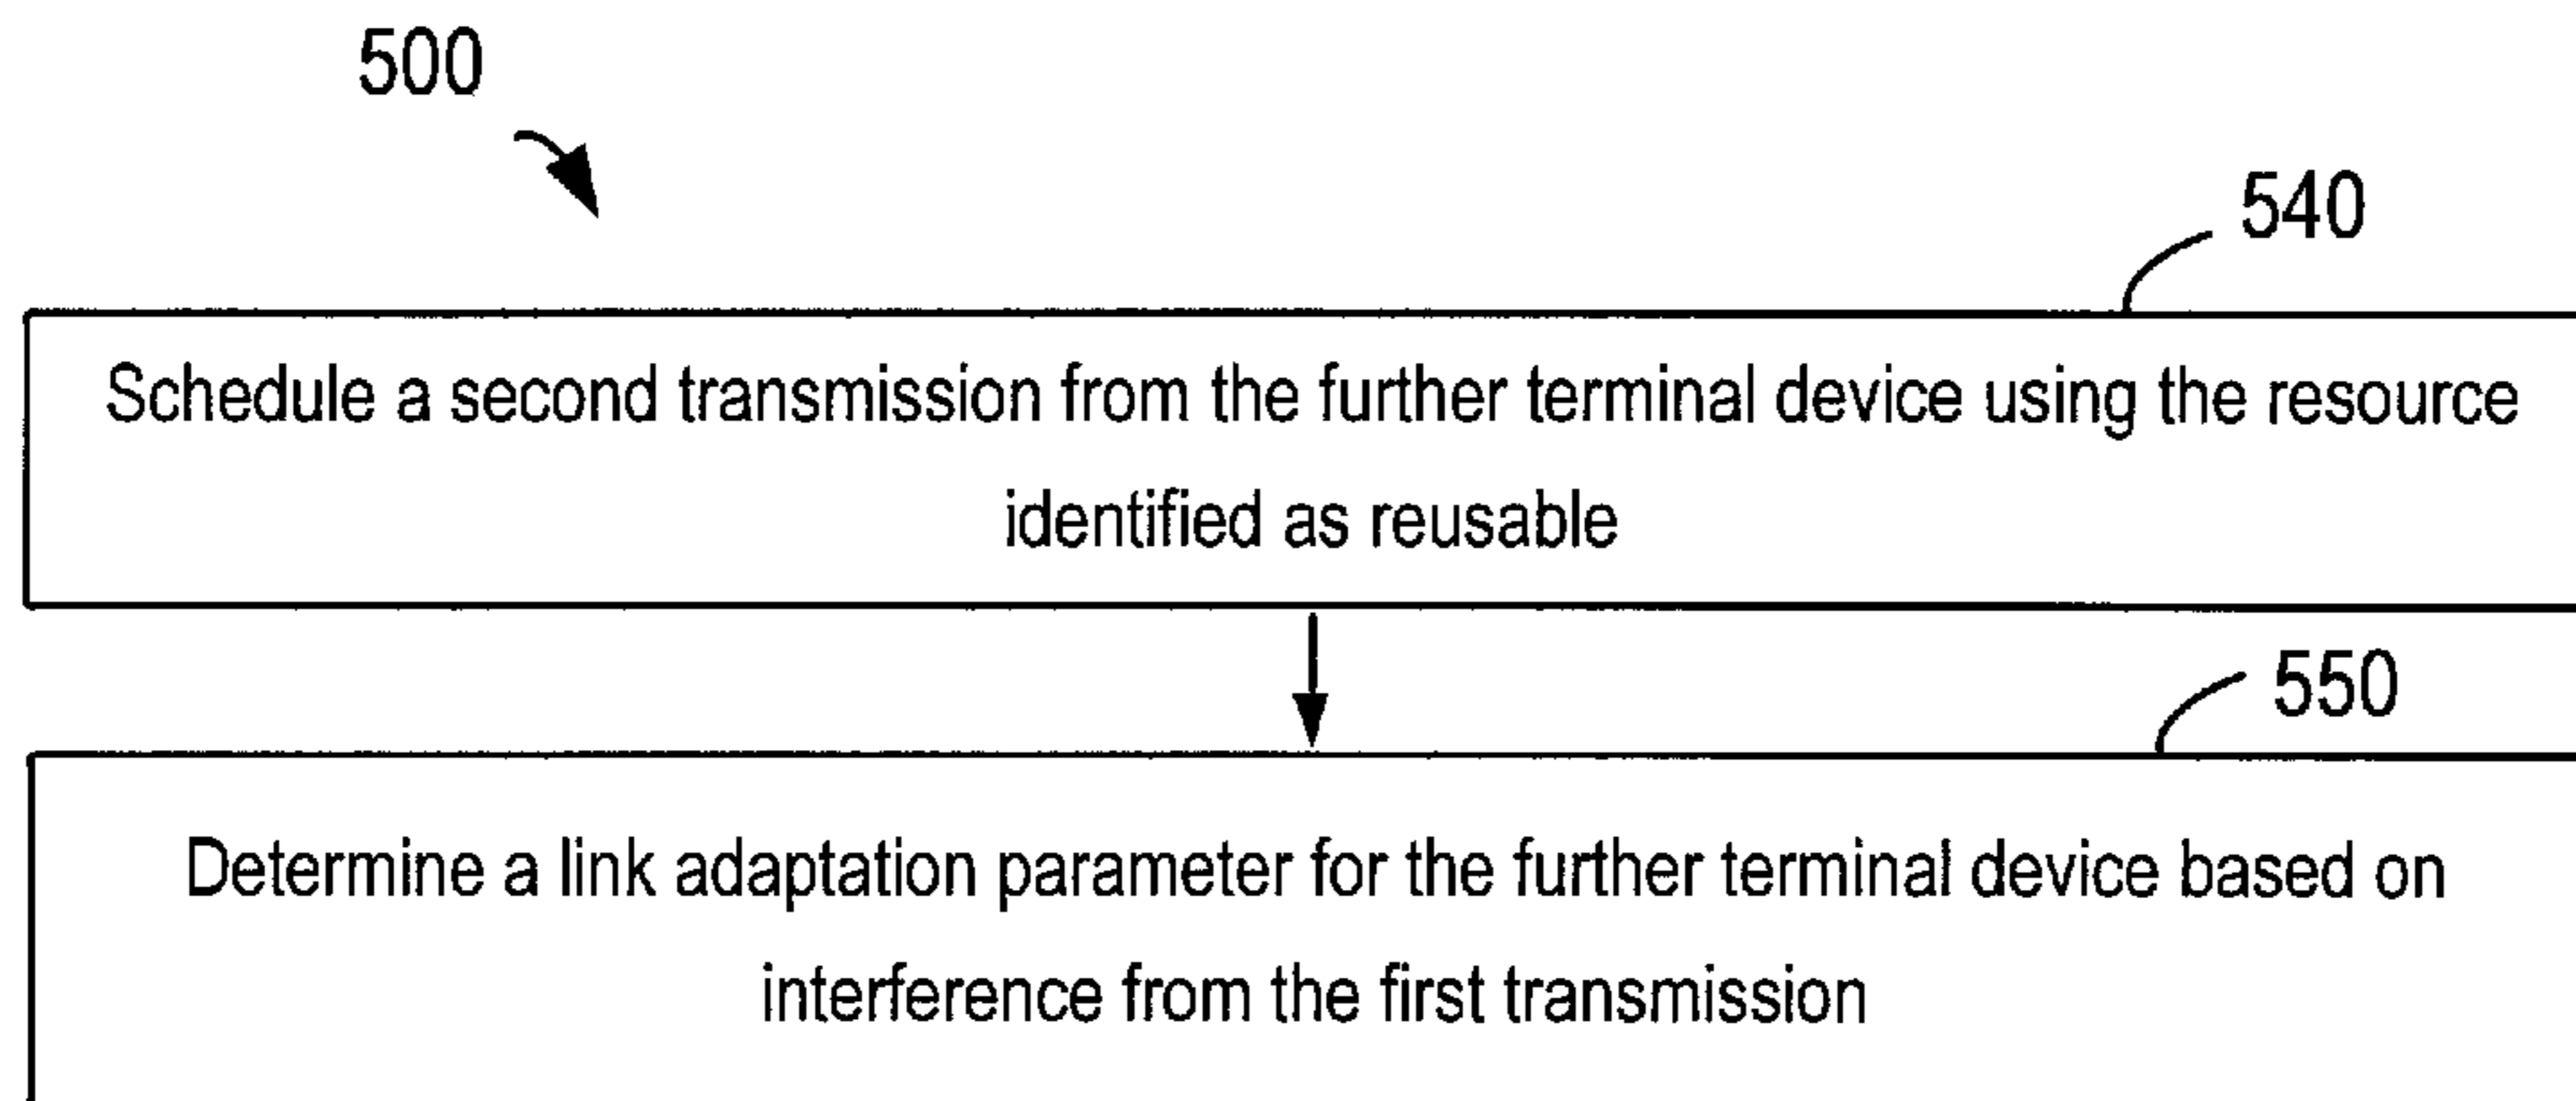 500
540
Schedule a second transmission from the further terminal device using the resource
identified as reusable
550
Determine a link adaptation parameter for the further terminal device based on
interference from the first transmission